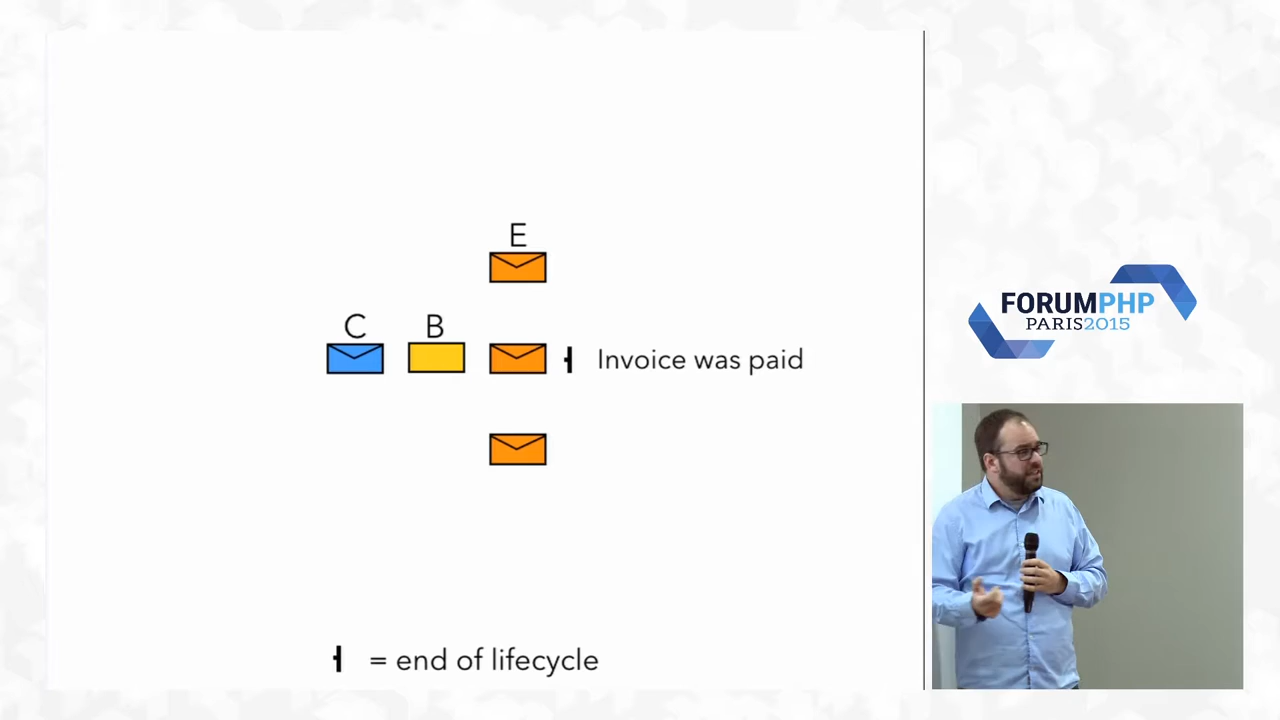 E
C
B
Invoice was paid
= end of lifecycle
FORUMPHP
PARIS2015